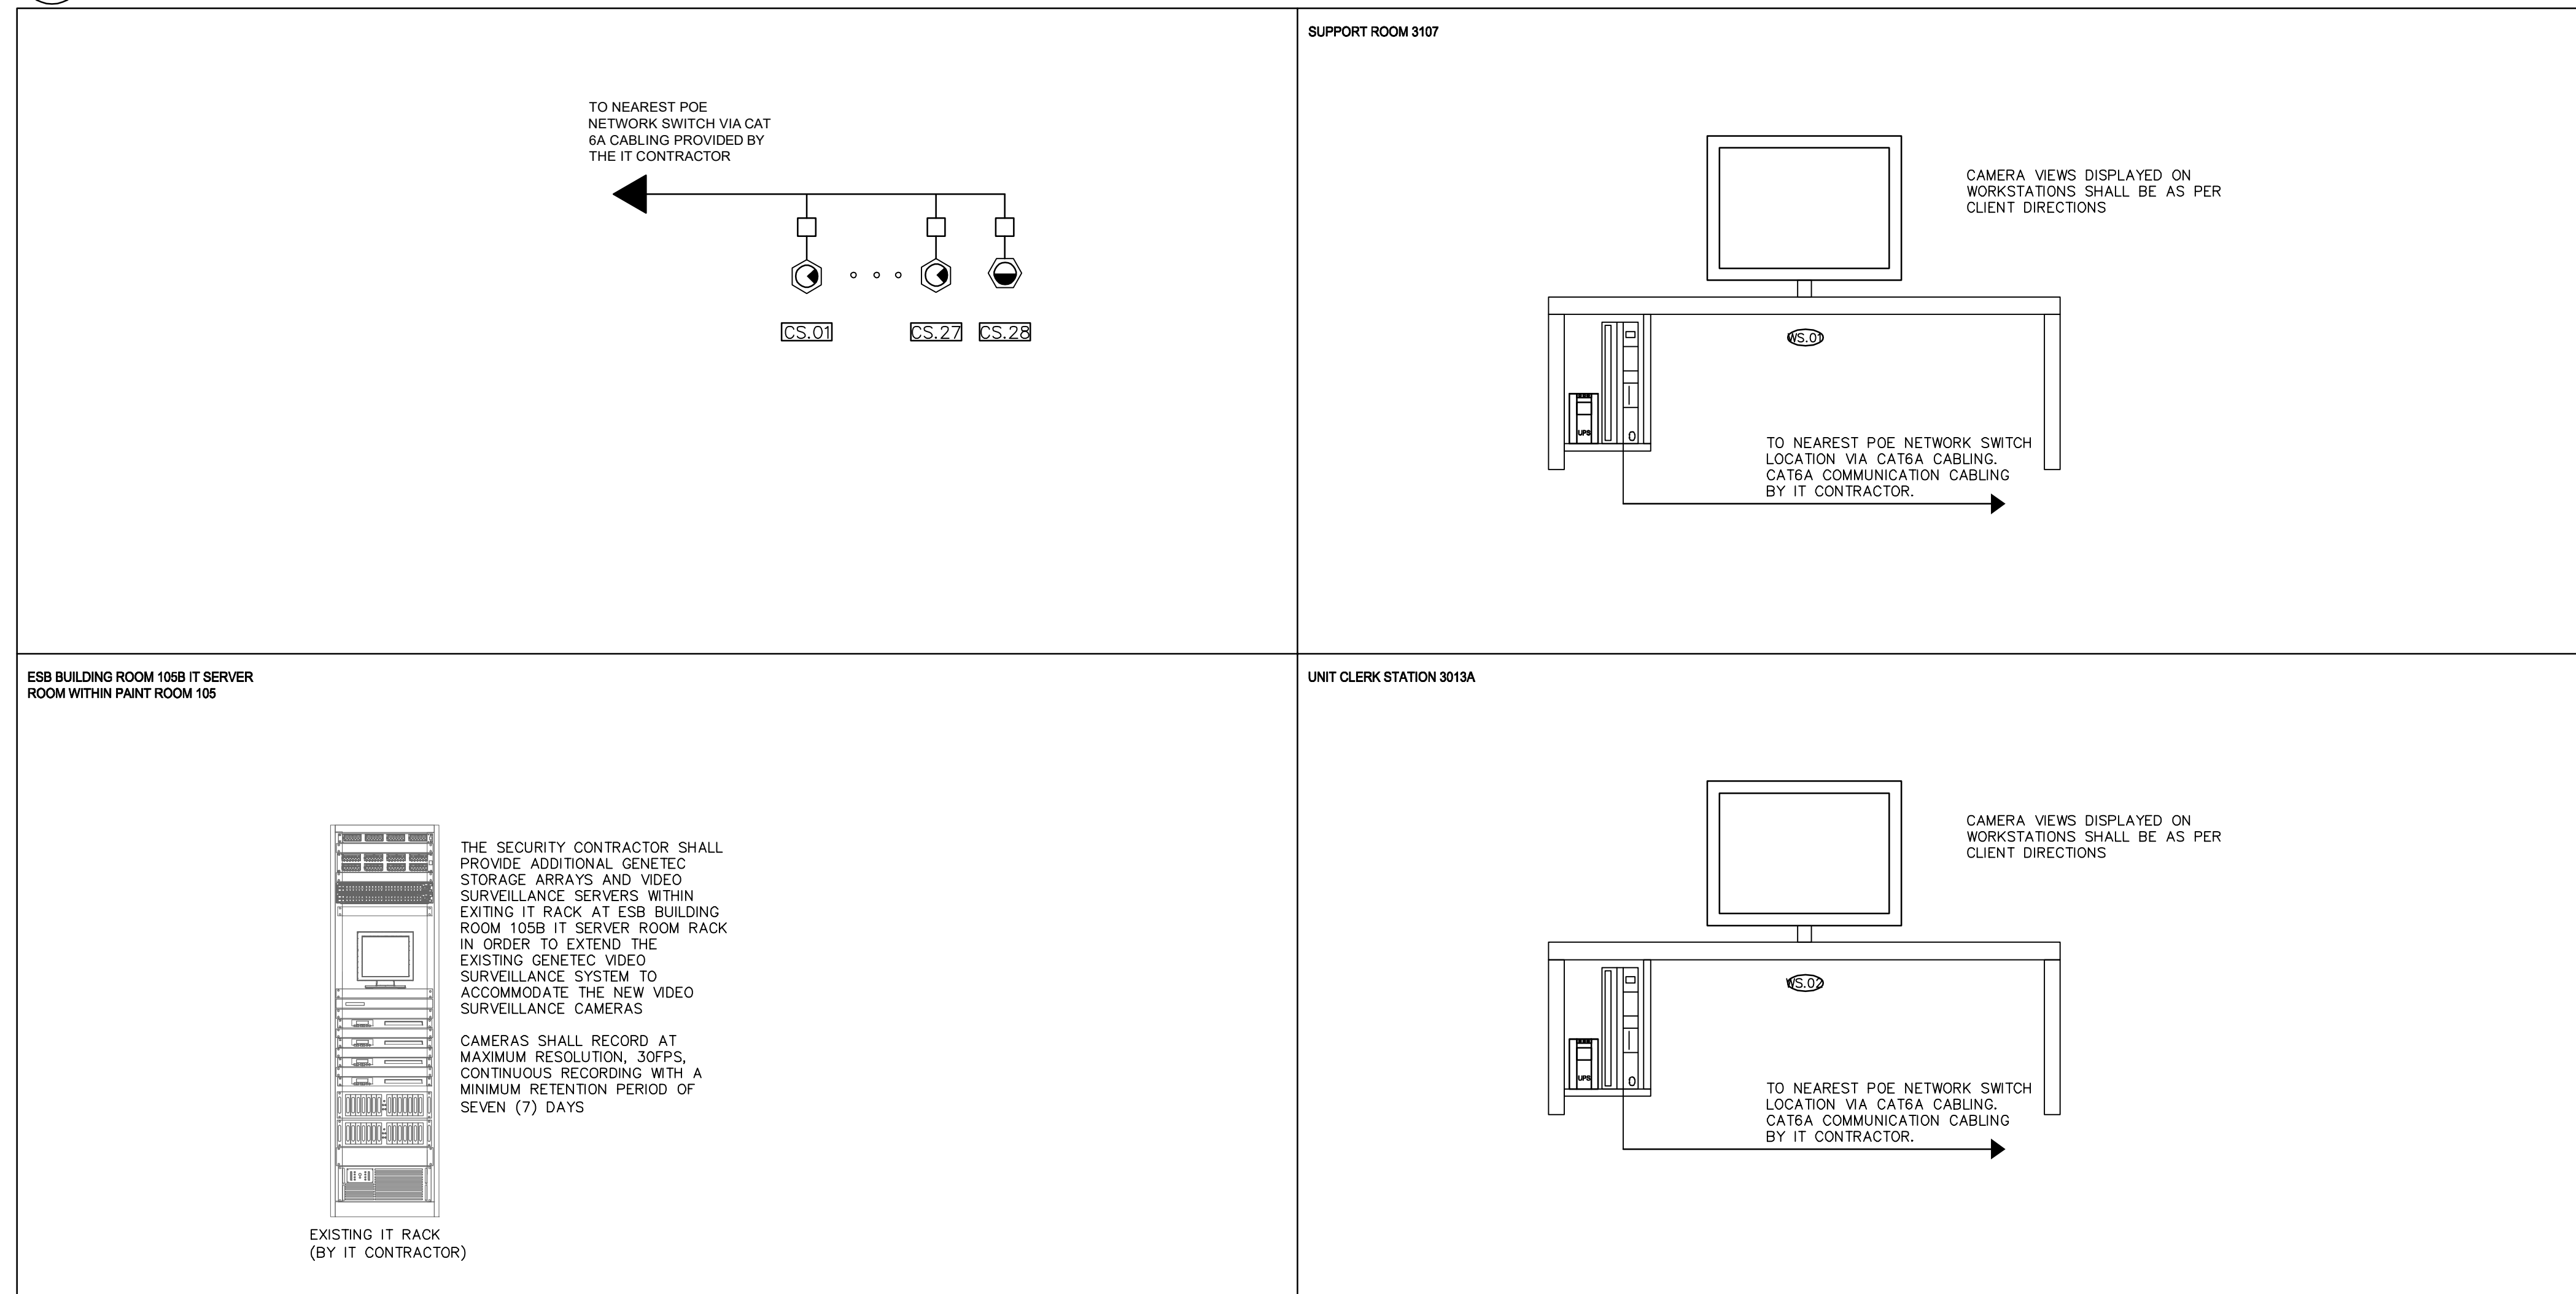 TO NEAREST POE
NETWORK SWITCH VIA CAT
6A CABLING PROVIDED BY
THE IT CONTRACTOR
CS.01
CS.27
CS.28
SUPPORT ROOM 3107
CAMERA VIEWS DISPLAYED ON
WORKSTATIONS SHALL BE AS PER
CLIENT DIRECTIONS
WS.01
UPS
TO NEAREST POE NETWORK SWITCH
LOCATION VIA CAT6A CABLING.
CAT6A COMMUNICATION CABLING
BY IT CONTRACTOR.
ESB BUILDING ROOM 105B IT SERVER
ROOM WITHIN PAINT ROOM 105
THE SECURITY CONTRACTOR SHALL
PROVIDE ADDITIONAL GENETEC
STORAGE ARRAYS AND VIDEO
SURVEILLANCE SERVERS WITHIN
EXITING IT RACK AT ESB BUILDING
ROOM 105B IT SERVER ROOM RACK
IN ORDER TO EXTEND THE
EXISTING GENETEC VIDEO
SURVEILLANCE SYSTEM TO
ACCOMMODATE THE NEW VIDEO
SURVEILLANCE CAMERAS
CAMERAS SHALL RECORD AT
MAXIMUM RESOLUTION, 30FPS,
CONTINUOUS RECORDING WITH A
MINIMUM RETENTION PERIOD OF
SEVEN (7) DAYS
EXISTING IT RACK
(BY IT CONTRACTOR)
UNIT CLERK STATION 3013A
CAMERA VIEWS DISPLAYED ON
WORKSTATIONS SHALL BE AS PER
CLIENT DIRECTIONS
WS.02
UPS
TO NEAREST POE NETWORK SWITCH
LOCATION VIA CAT6A CABLING.
CAT6A COMMUNICATION CABLING
BY IT CONTRACTOR.